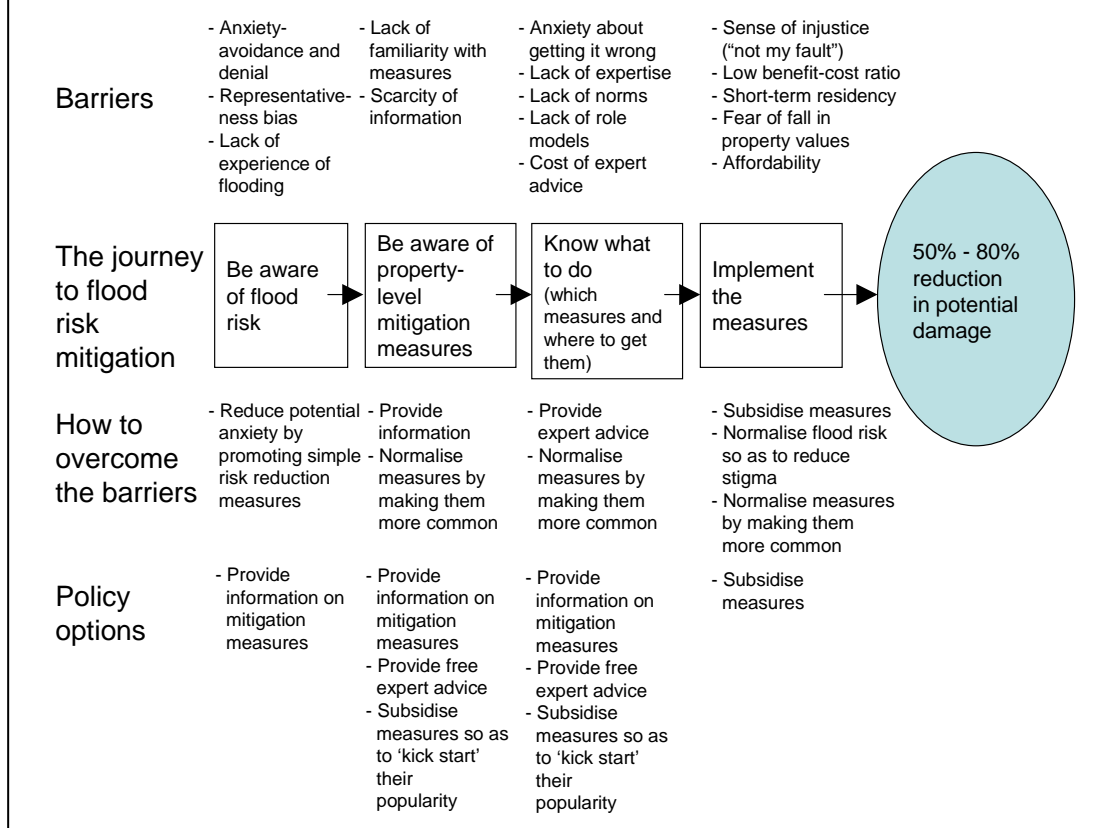 Barriers
- Anxiety-
avoidance and
denial
- Representative-
ness bias
- Lack of
experience of
flooding
- Lack of
familiarity with
measures
- Scarcity of
information
- Anxiety about
getting it wrong
- Lack of expertise
- Lack of norms
- Lack of role
models
- Cost of expert
advice
- Sense of injustice
(“not my fault”)
- Low benefit-cost ratio
- Short-term residency
- Fear of fall in
property values
- Affordability
The journey
to flood
risk
mitigation
Be aware
of flood
risk
Be aware of
property-
level
mitigation
measures
Know what
to do
(which
measures and
where to get
them)
Implement
the
measures
50% - 80%
reduction
in potential
damage
How to
overcome
the barriers
- Reduce potential
anxiety by
promoting simple
risk reduction
measures
- Provide
information
- Normalise
measures by
making them
more common
- Provide
expert advice
- Normalise
measures by
making them
more common
- Subsidise measures
- Normalise flood risk
so as to reduce
stigma
- Normalise measures
by making them
more common
Policy
options
- Provide
information on
mitigation
measures
- Provide
information on
mitigation
measures
- Provide free
expert advice
- Subsidise
measures so as
to ‘kick start’
their
popularity
- Provide
information on
mitigation
measures
- Provide free
expert advice
- Subsidise
measures so as
to ‘kick start’
their
popularity
- Subsidise
measures